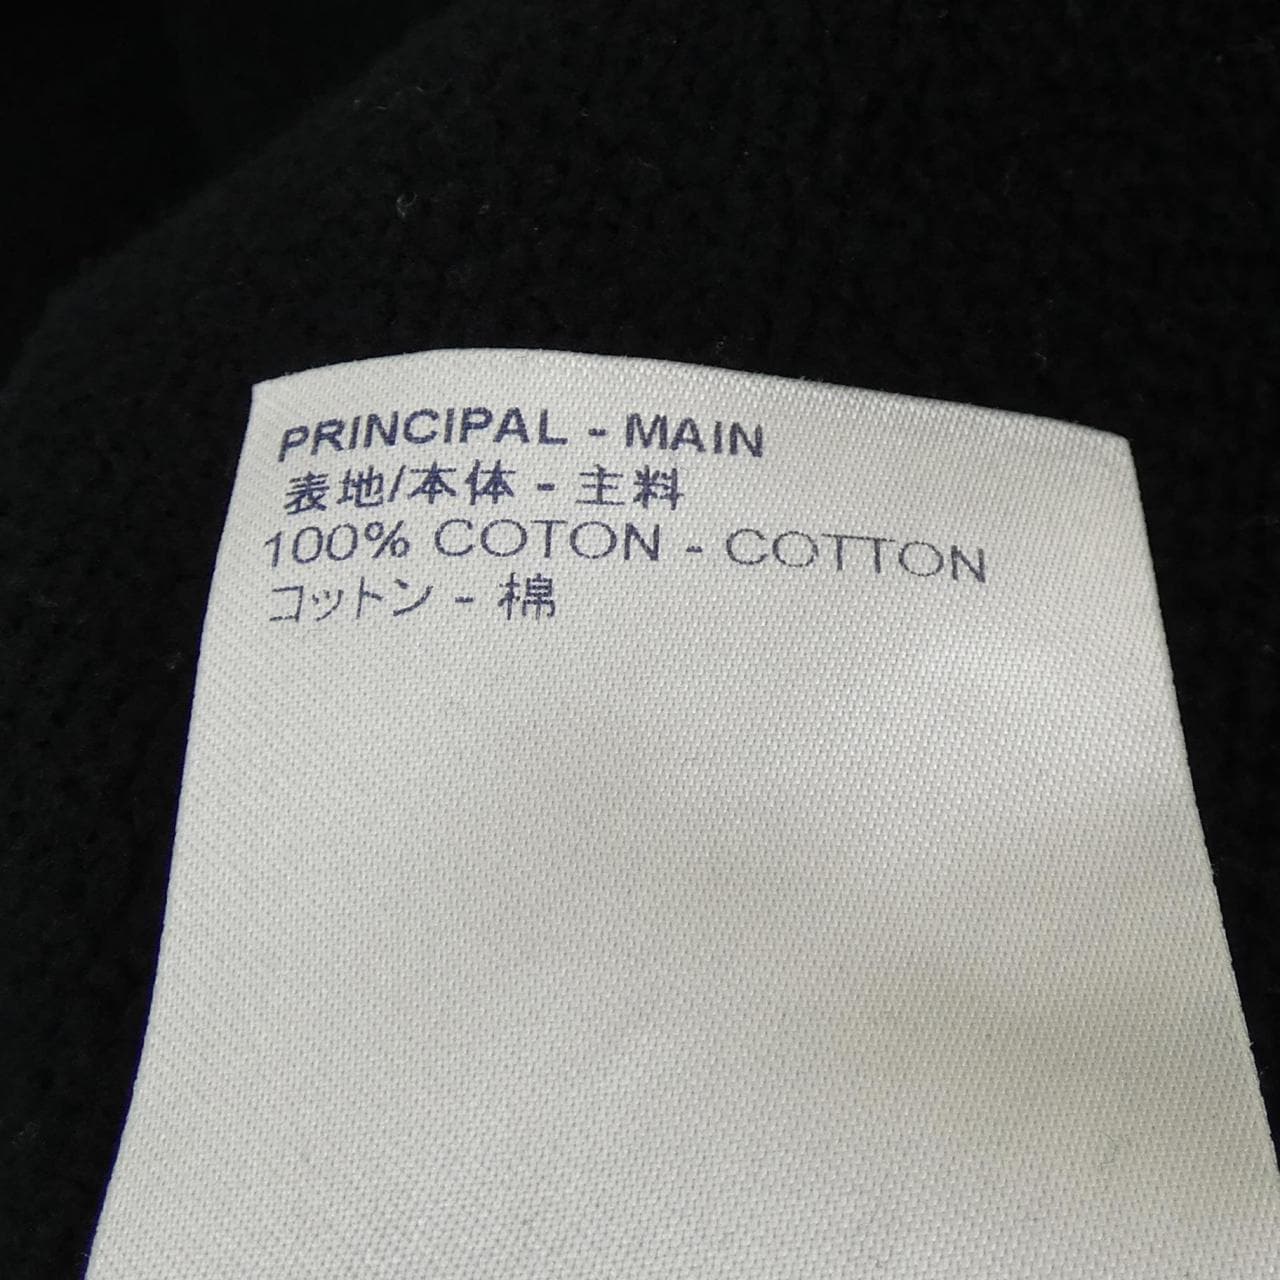 PRINCIPAL - MAIN
表地/本体 - 主料
100% COTON - COTTON
コットン - 棉